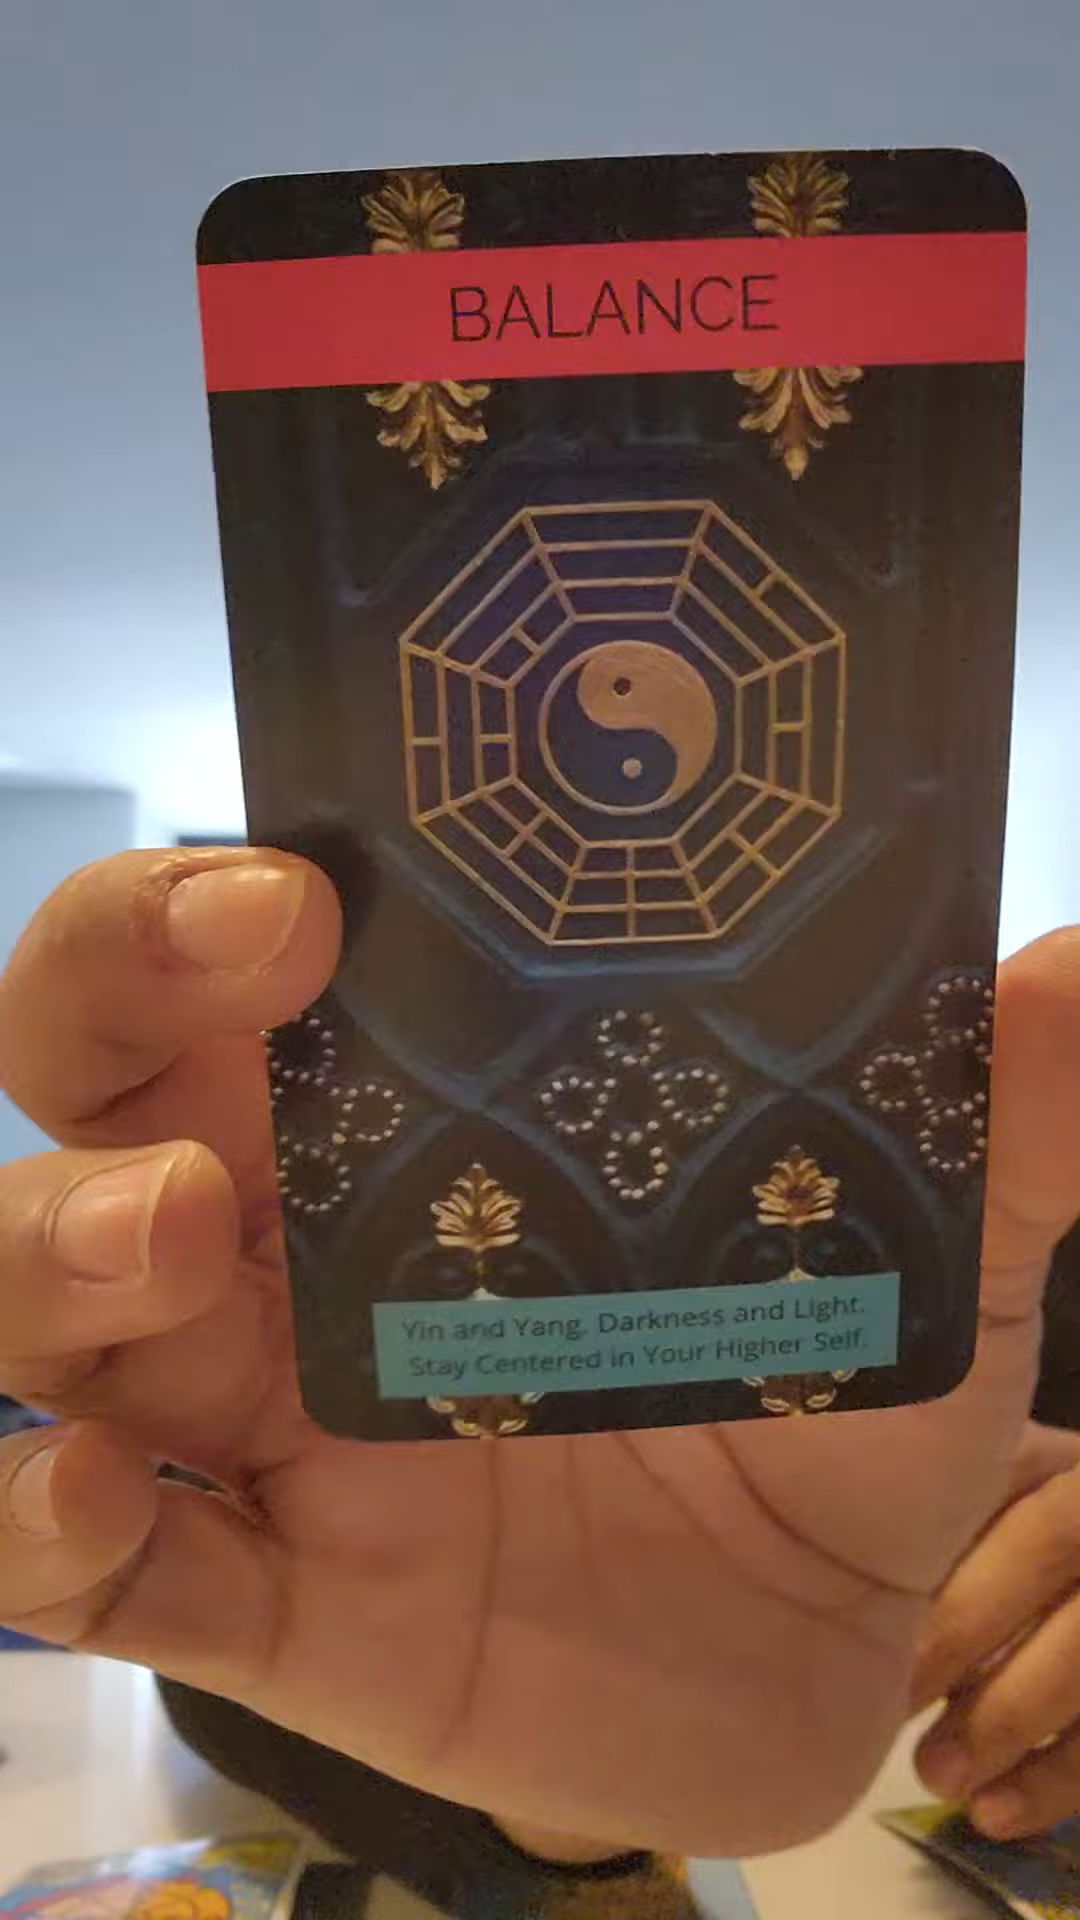 BALANCE
Yin and Yang. Darkness and Light.
Stay Centered in Your Higher Self.